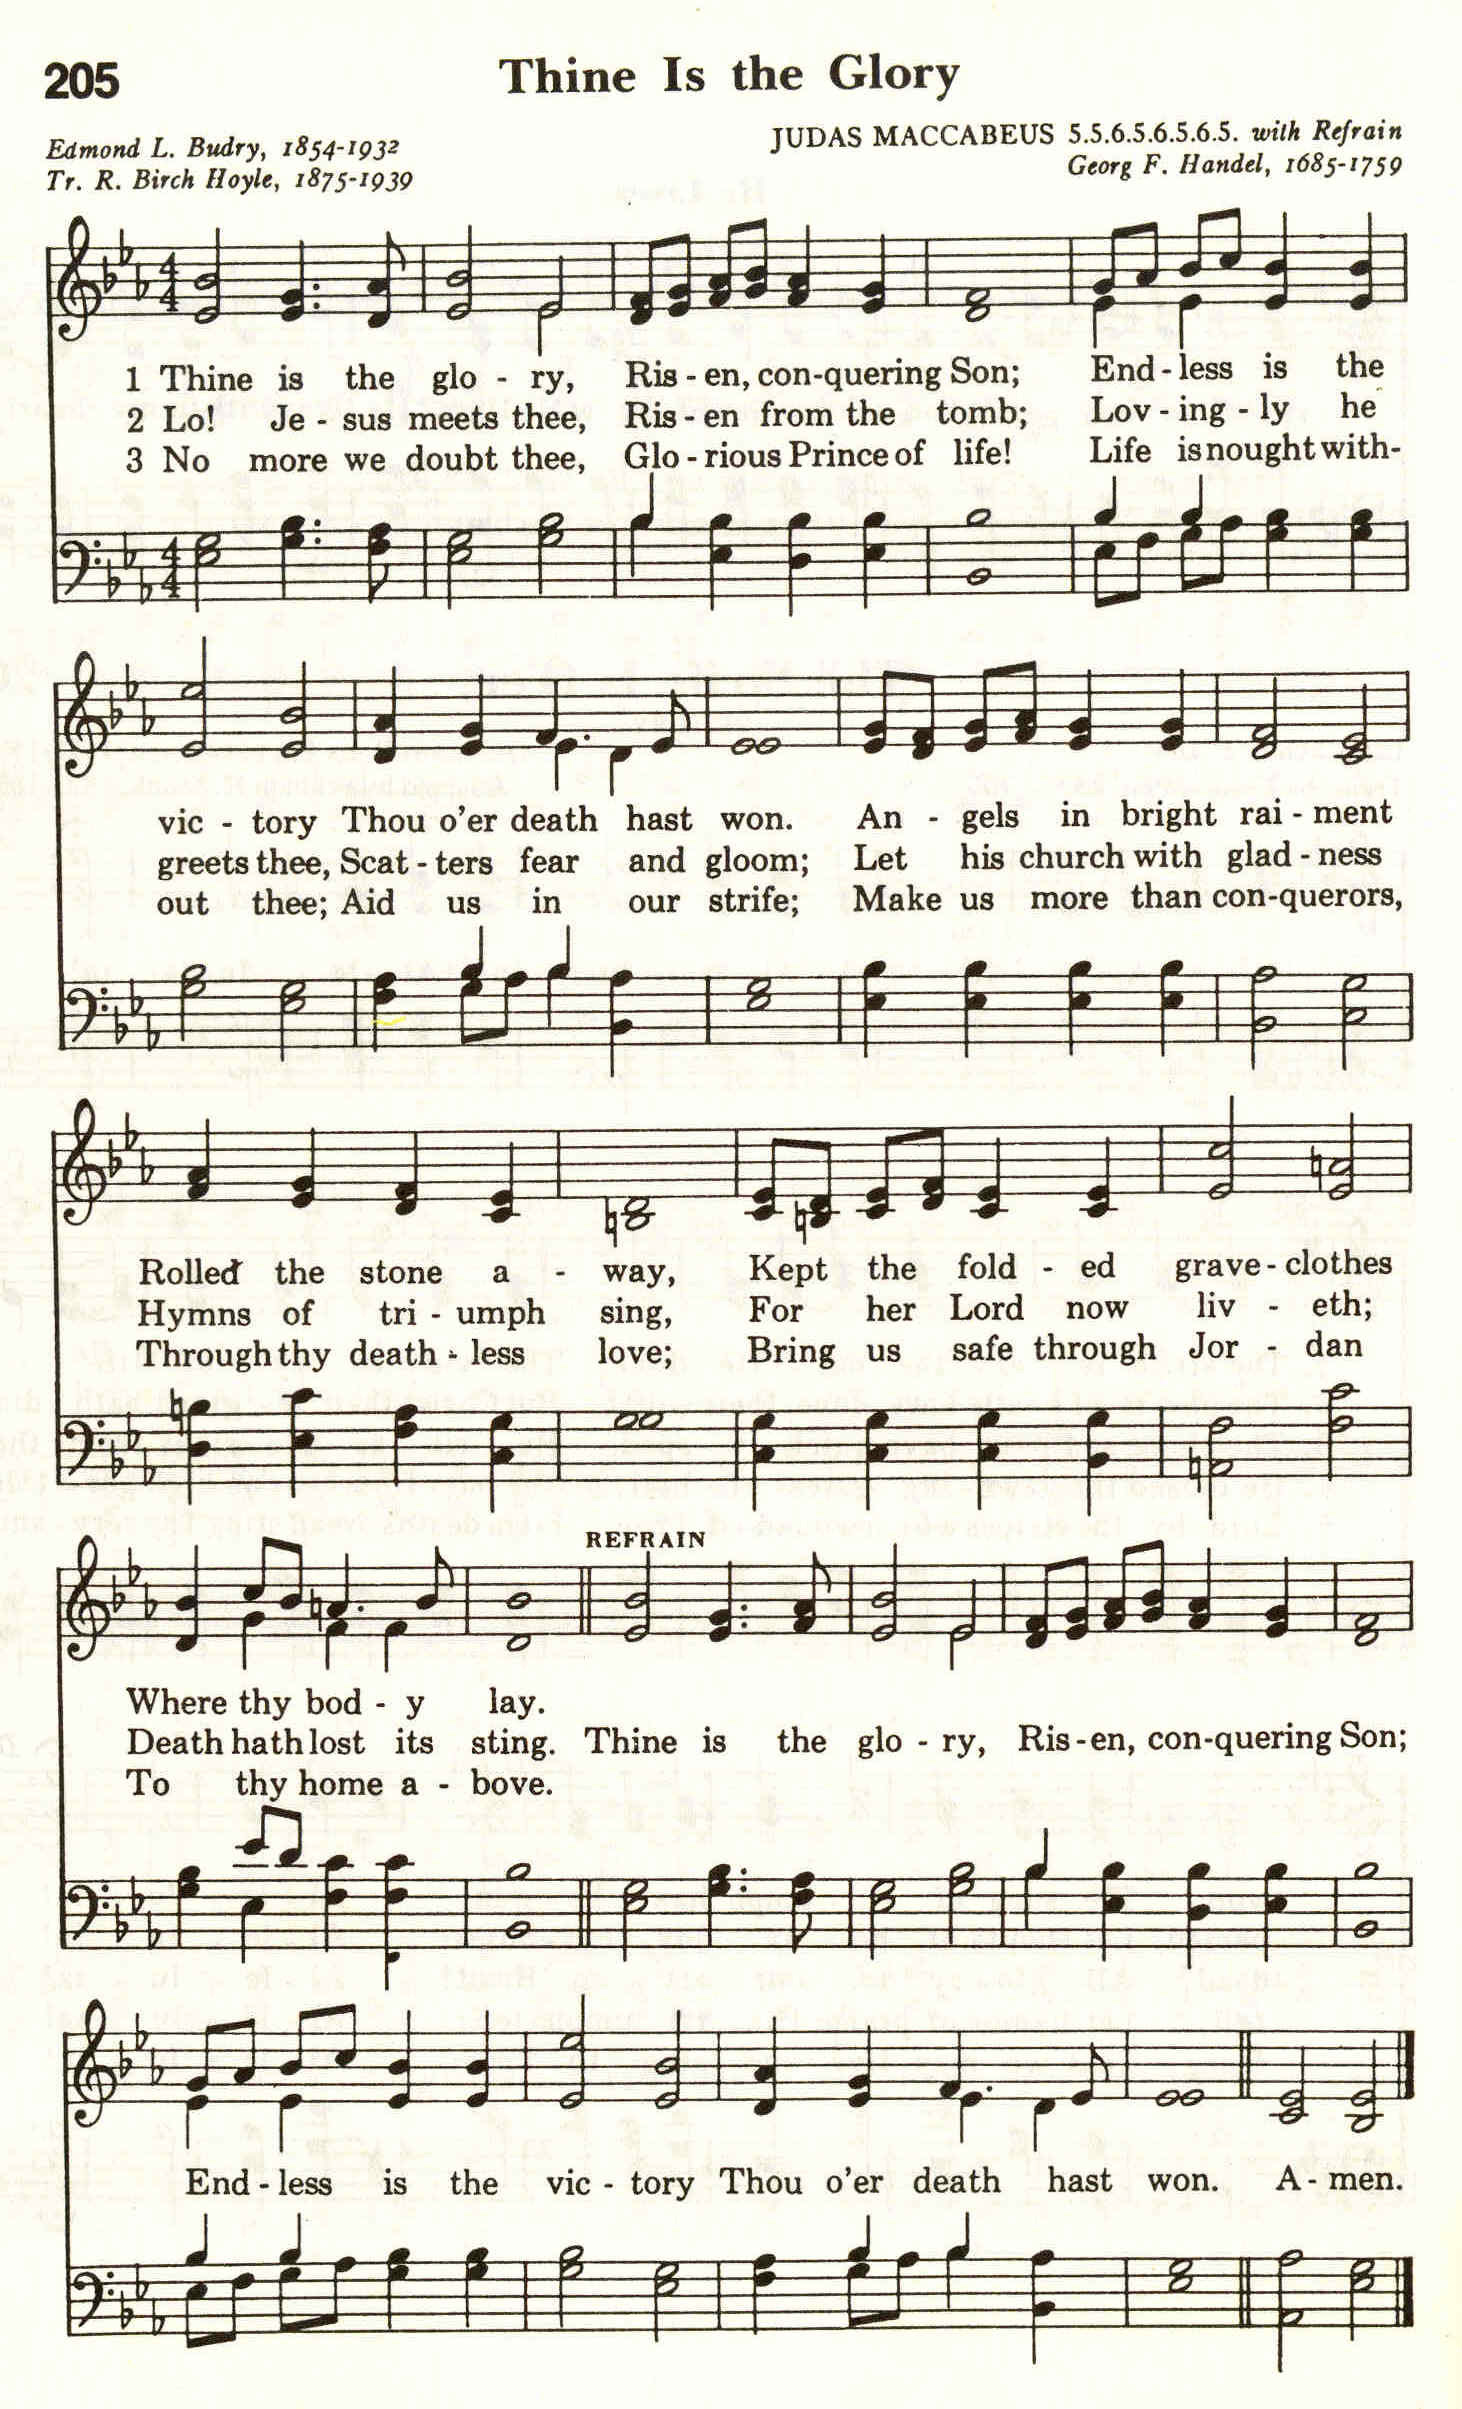 205
Thine Is the Glory
Edmond L. Budry, 1854-1932
Tr. R. Birch Hoyle, 1875-1939
JUDAS MACCABEUS 5.5.6.5.6.5.6.5. with Refrain
Georg F. Handel, 1685-1759
1 Thine is the glo - ry, Ris - en, con-quering Son; End - less is the
2 Lo! Je - sus meets thee, Ris - en from the tomb; Lov - ing - ly he
3 No more we doubt thee, Glo - rious Prince of life! Life is nought with-
vic - tory Thou o'er death hast won. An - gels in bright rai - ment
greets thee, Scat - ters fear and gloom; Let his church with glad - ness
out thee; Aid us in our strife; Make us more than con-querors,
Rolled the stone a - way, Kept the fold - ed grave - clothes
Hymns of tri - umph sing, For her Lord now liv - eth;
Through thy death - less love; Bring us safe through Jor - dan
REFRAIN
Where thy bod - y lay.
Death hath lost its sting. Thine is the glo - ry, Ris - en, con-quering Son;
To thy home a - bove.
End - less is the vic - tory Thou o'er death hast won. A - men.